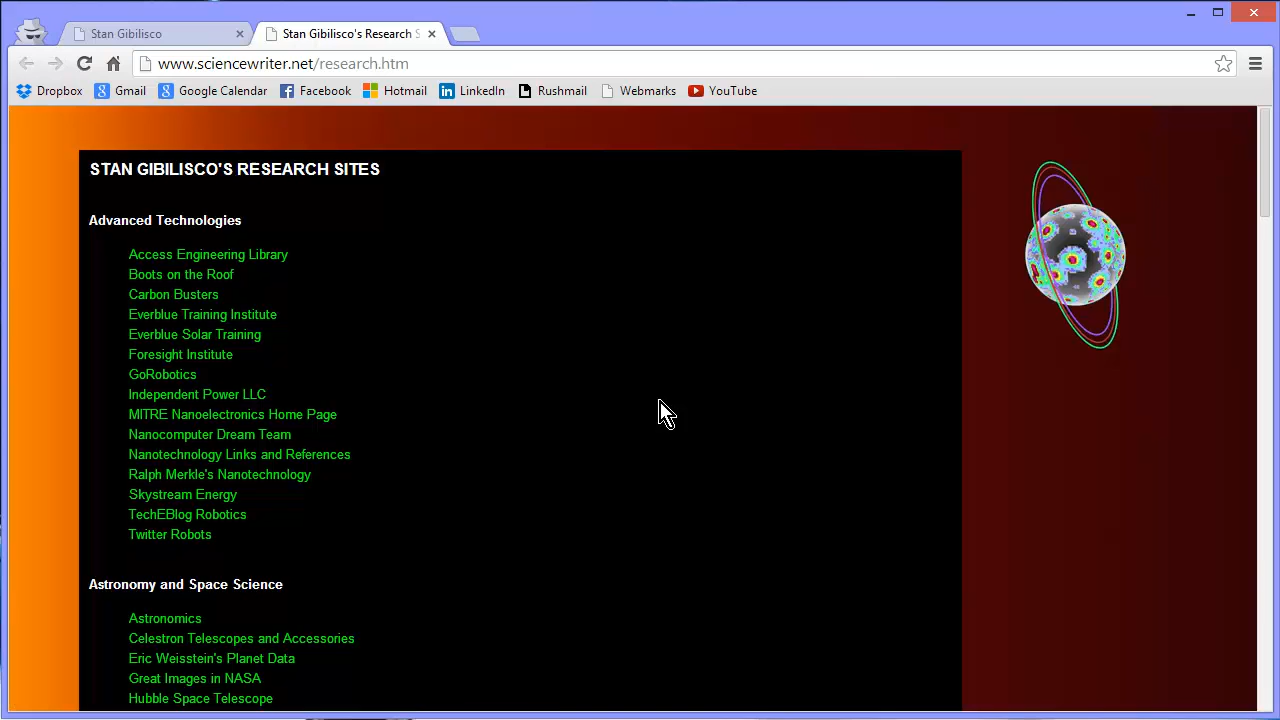 Stan Gibilisco
Stan Gibilisco's Research S
www.sciencewriter.net/research.htm
Dropbox Gmail Google Calendar Facebook Hotmail LinkedIn Rushmail Webmarks YouTube
STAN GIBILISCO'S RESEARCH SITES
Advanced Technologies
Access Engineering Library
Boots on the Roof
Carbon Busters
Everblue Training Institute
Everblue Solar Training
Foresight Institute
GoRobotics
Independent Power LLC
MITRE Nanoelectronics Home Page
Nanocomputer Dream Team
Nanotechnology Links and References
Ralph Merkle's Nanotechnology
Skystream Energy
TechEBlog Robotics
Twitter Robots
Astronomy and Space Science
Astronomics
Celestron Telescopes and Accessories
Eric Weisstein's Planet Data
Great Images in NASA
Hubble Space Telescope